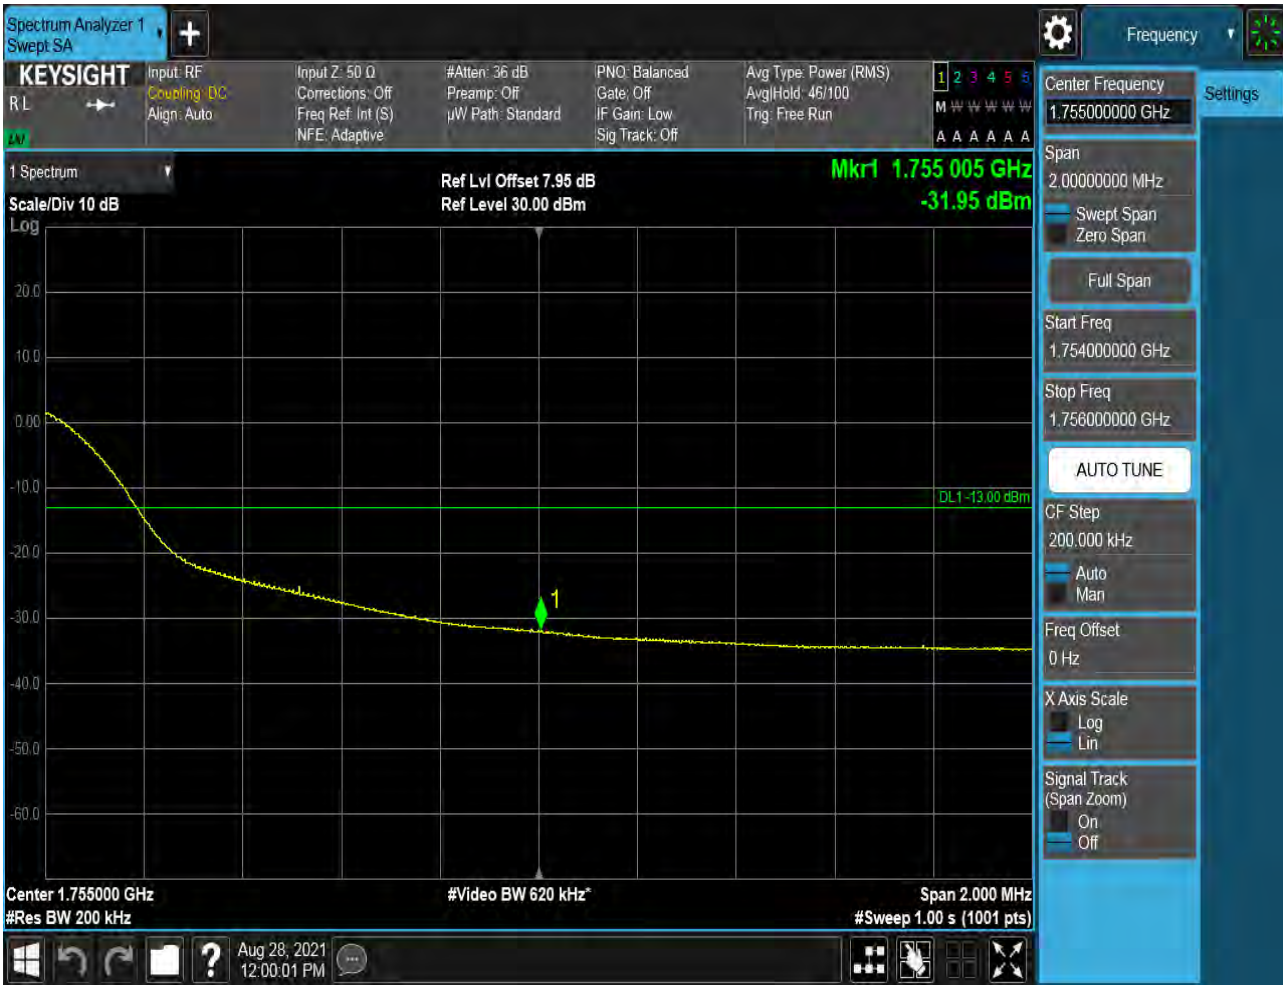 Spectrum Analyzer 1
Swept SA
+
Frequency
KEYSIGHT
R L
LXI
Input: RF
Coupling: DC
Align: Auto
Input Z: 50 Ω
Corrections: Off
Freq Ref: Int (S)
NFE: Adaptive
#Atten: 36 dB
Preamp: Off
µW Path: Standard
PNO: Balanced
Gate: Off
IF Gain: Low
Sig Track: Off
Avg Type: Power (RMS)
Avg|Hold: 46/100
Trig: Free Run
1 2 3 4 5 6
M W W W W W
A A A A A A
1 Spectrum
Scale/Div 10 dB
Log
Ref Lvl Offset 7.95 dB
Ref Level 30.00 dBm
Mkr1 1.755 005 GHz
-31.95 dBm
20.0
10.0
0.00
-10.0
-20.0
-30.0
-40.0
-50.0
-60.0
DL1 -13.00 dBm
1
Center 1.755000 GHz
#Res BW 200 kHz
#Video BW 620 kHz*
Span 2.000 MHz
#Sweep 1.00 s (1001 pts)
Center Frequency
1.755000000 GHz
Settings
Span
2.00000000 MHz
Swept Span
Zero Span
Full Span
Start Freq
1.754000000 GHz
Stop Freq
1.756000000 GHz
AUTO TUNE
CF Step
200.000 kHz
Auto
Man
Freq Offset
0 Hz
X Axis Scale
Log
Lin
Signal Track
(Span Zoom)
On
Off
?
Aug 28, 2021
12:00:01 PM